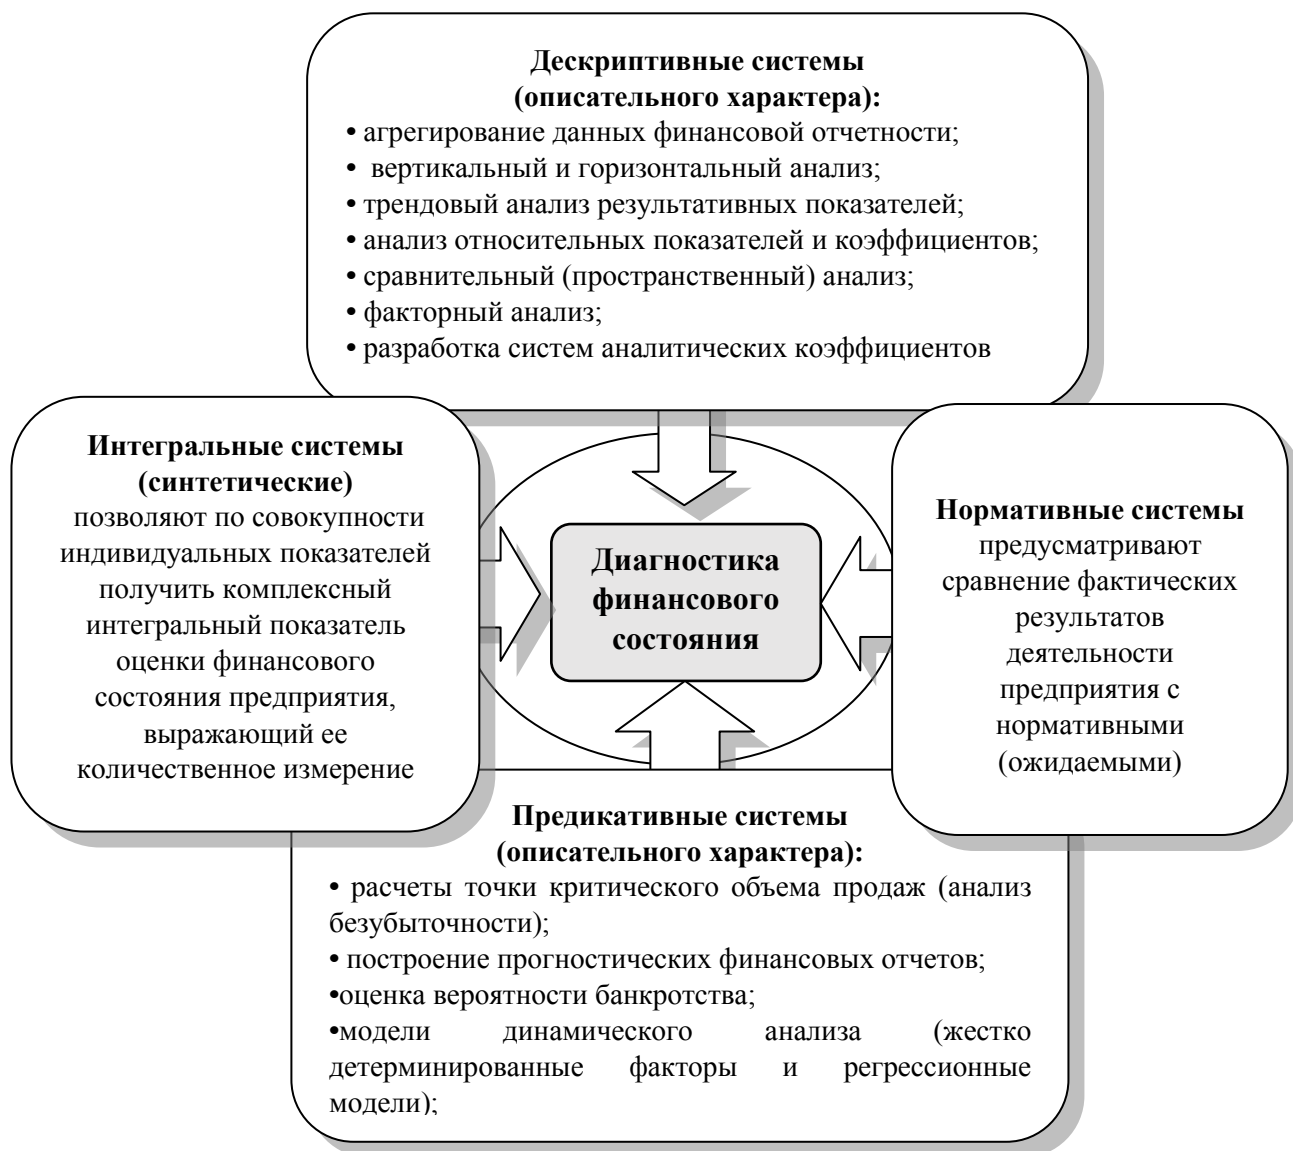 Дескриптивные системы
(описательного характера):
• агрегирование данных финансовой отчетности;
• вертикальный и горизонтальный анализ;
• трендовый анализ результативных показателей;
• анализ относительных показателей и коэффициентов;
• сравнительный (пространственный) анализ;
• факторный анализ;
• разработка систем аналитических коэффициентов
Интегральные системы
(синтетические)
позволяют по совокупности
индивидуальных показателей
получить комплексный
интегральный показатель
оценки финансового
состояния предприятия,
выражающий ее
количественное измерение
Диагностика
финансового
состояния
Нормативные системы
предусматривают
сравнение фактических
результатов
деятельности
предприятия с
нормативными
(ожидаемыми)
Предикативные системы
(описательного характера):
• расчеты точки критического объема продаж (анализ
безубыточности);
• построение прогностических финансовых отчетов;
•оценка вероятности банкротства;
•модели динамического анализа (жестко
детерминированные факторы и регрессионные
модели);